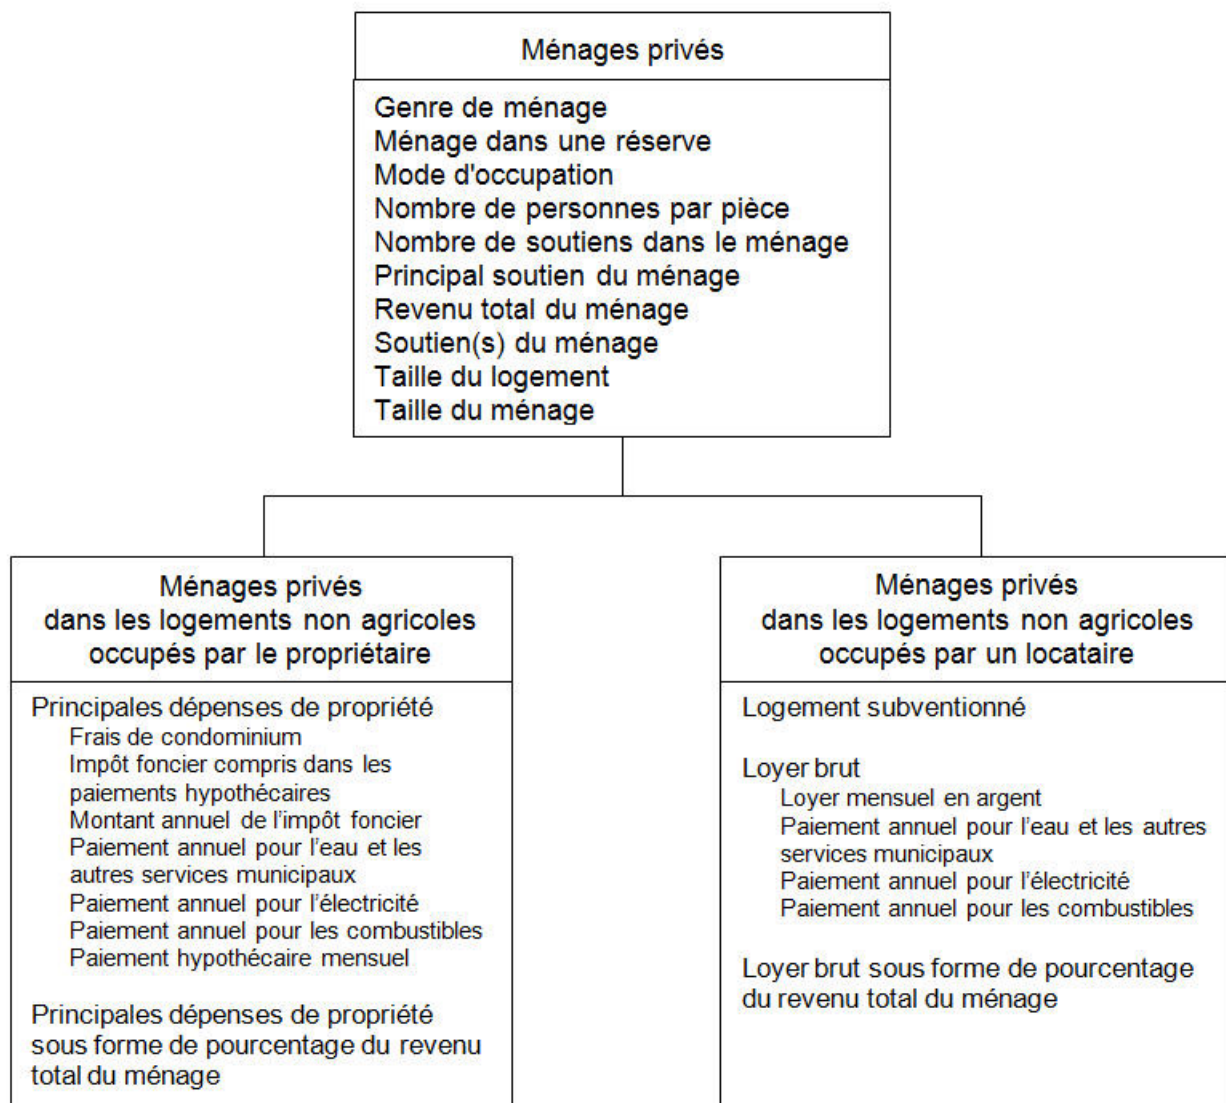 Ménages privés
Genre de ménage
Ménage dans une réserve
Mode d'occupation
Nombre de personnes par pièce
Nombre de soutiens dans le ménage
Principal soutien du ménage
Revenu total du ménage
Soutien(s) du ménage
Taille du logement
Taille du ménage
Ménages privés
dans les logements non agricoles
occupés par le propriétaire
Principales dépenses de propriété
Frais de condominium
Impôt foncier compris dans les
paiements hypothécaires
Montant annuel de l’impôt foncier
Paiement annuel pour l’eau et les
autres services municipaux
Paiement annuel pour l’électricité
Paiement annuel pour les combustibles
Paiement hypothécaire mensuel
Principales dépenses de propriété
sous forme de pourcentage du revenu
total du ménage
Ménages privés
dans les logements non agricoles
occupés par un locataire
Logement subventionné
Loyer brut
Loyer mensuel en argent
Paiement annuel pour l’eau et les autres
services municipaux
Paiement annuel pour l’électricité
Paiement annuel pour les combustibles
Loyer brut sous forme de pourcentage
du revenu total du ménage